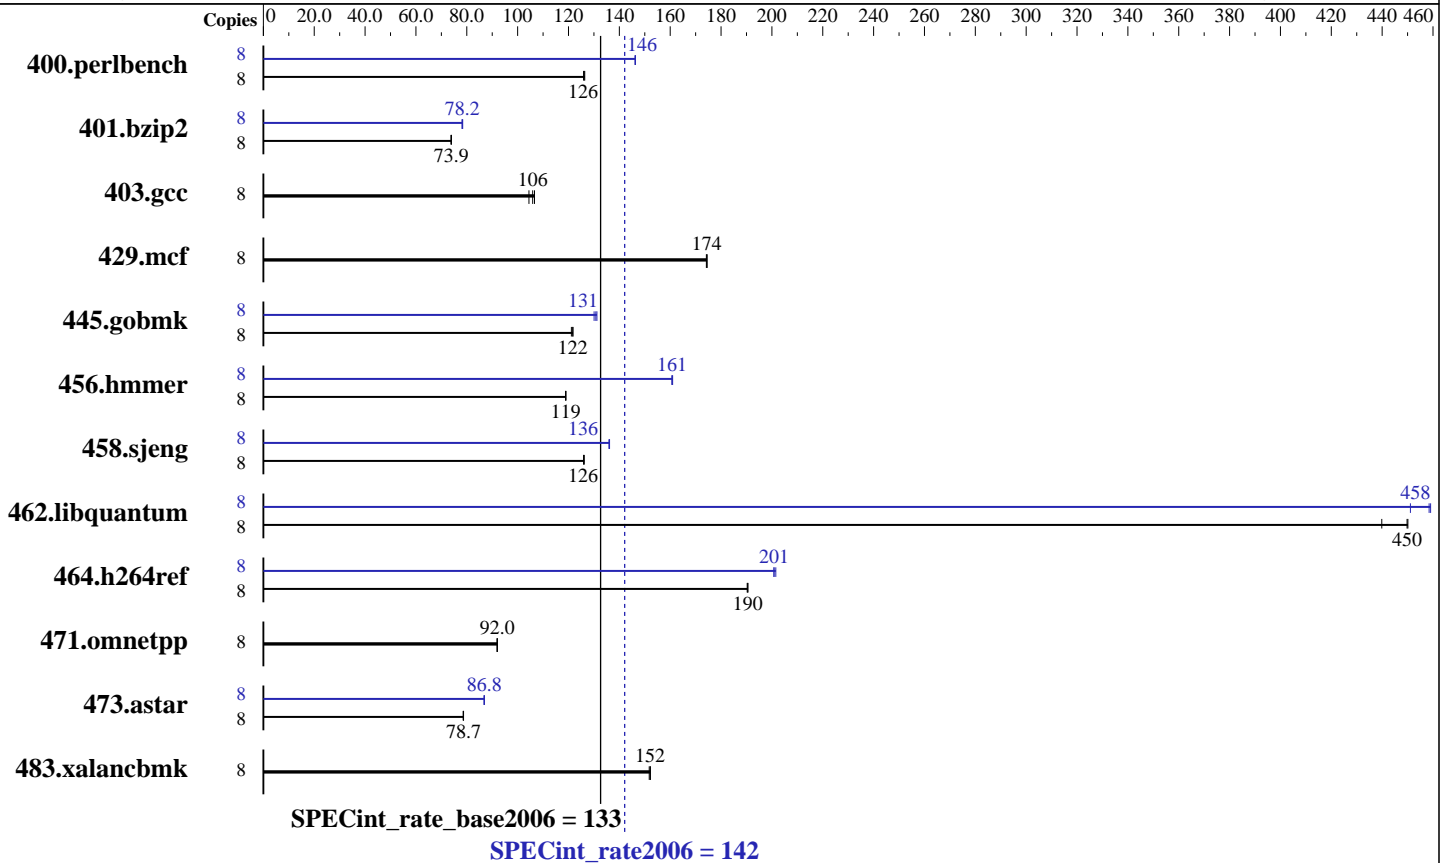 Copies 0 20.0 40.0 60.0 80.0 100 120 140 160 180 200 220 240 260 280 300 320 340 360 380 400 420 440 460
400.perlbench 8 146
8 126
401.bzip2 8 78.2
8 73.9
403.gcc 8 106
429.mcf 8 174
445.gobmk 8 131
8 122
456.hmmer 8 161
8 119
458.sjeng 8 136
8 126
462.libquantum 8 458
8 450
464.h264ref 8 201
8 190
471.omnetpp 8 92.0
473.astar 8 86.8
8 78.7
483.xalancbmk 8 152
SPECint_rate_base2006 = 133
SPECint_rate2006 = 142